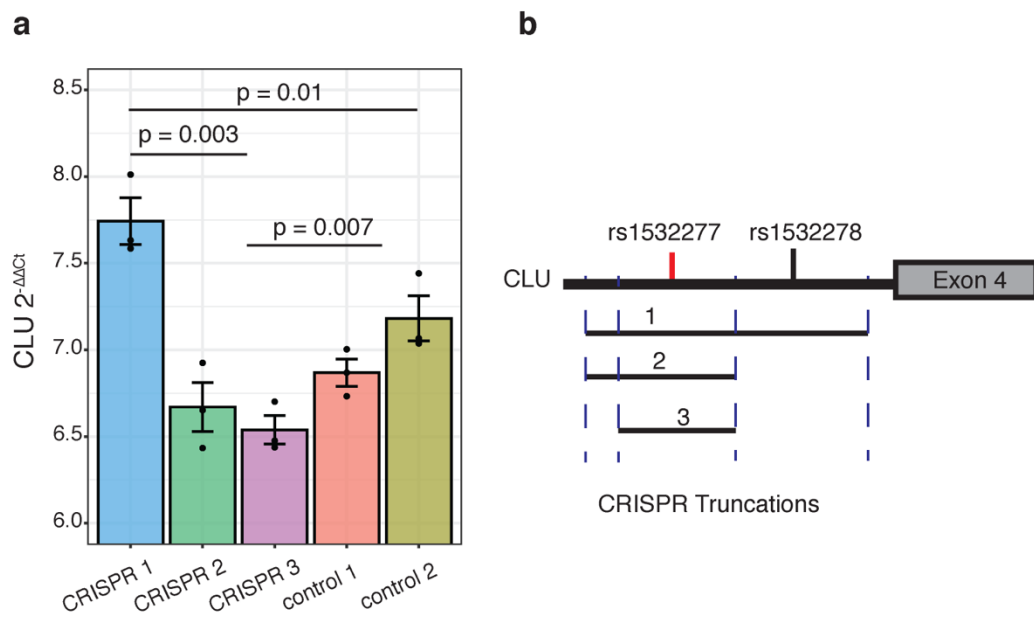 a
b
CLU 2-ΔΔCt
8.5
8.0
7.5
7.0
6.5
6.0
p = 0.01
p = 0.003
p = 0.007
CRISPR 1
CRISPR 2
CRISPR 3
control 1
control 2
rs1532277
rs1532278
CLU
Exon 4
1
2
3
CRISPR Truncations